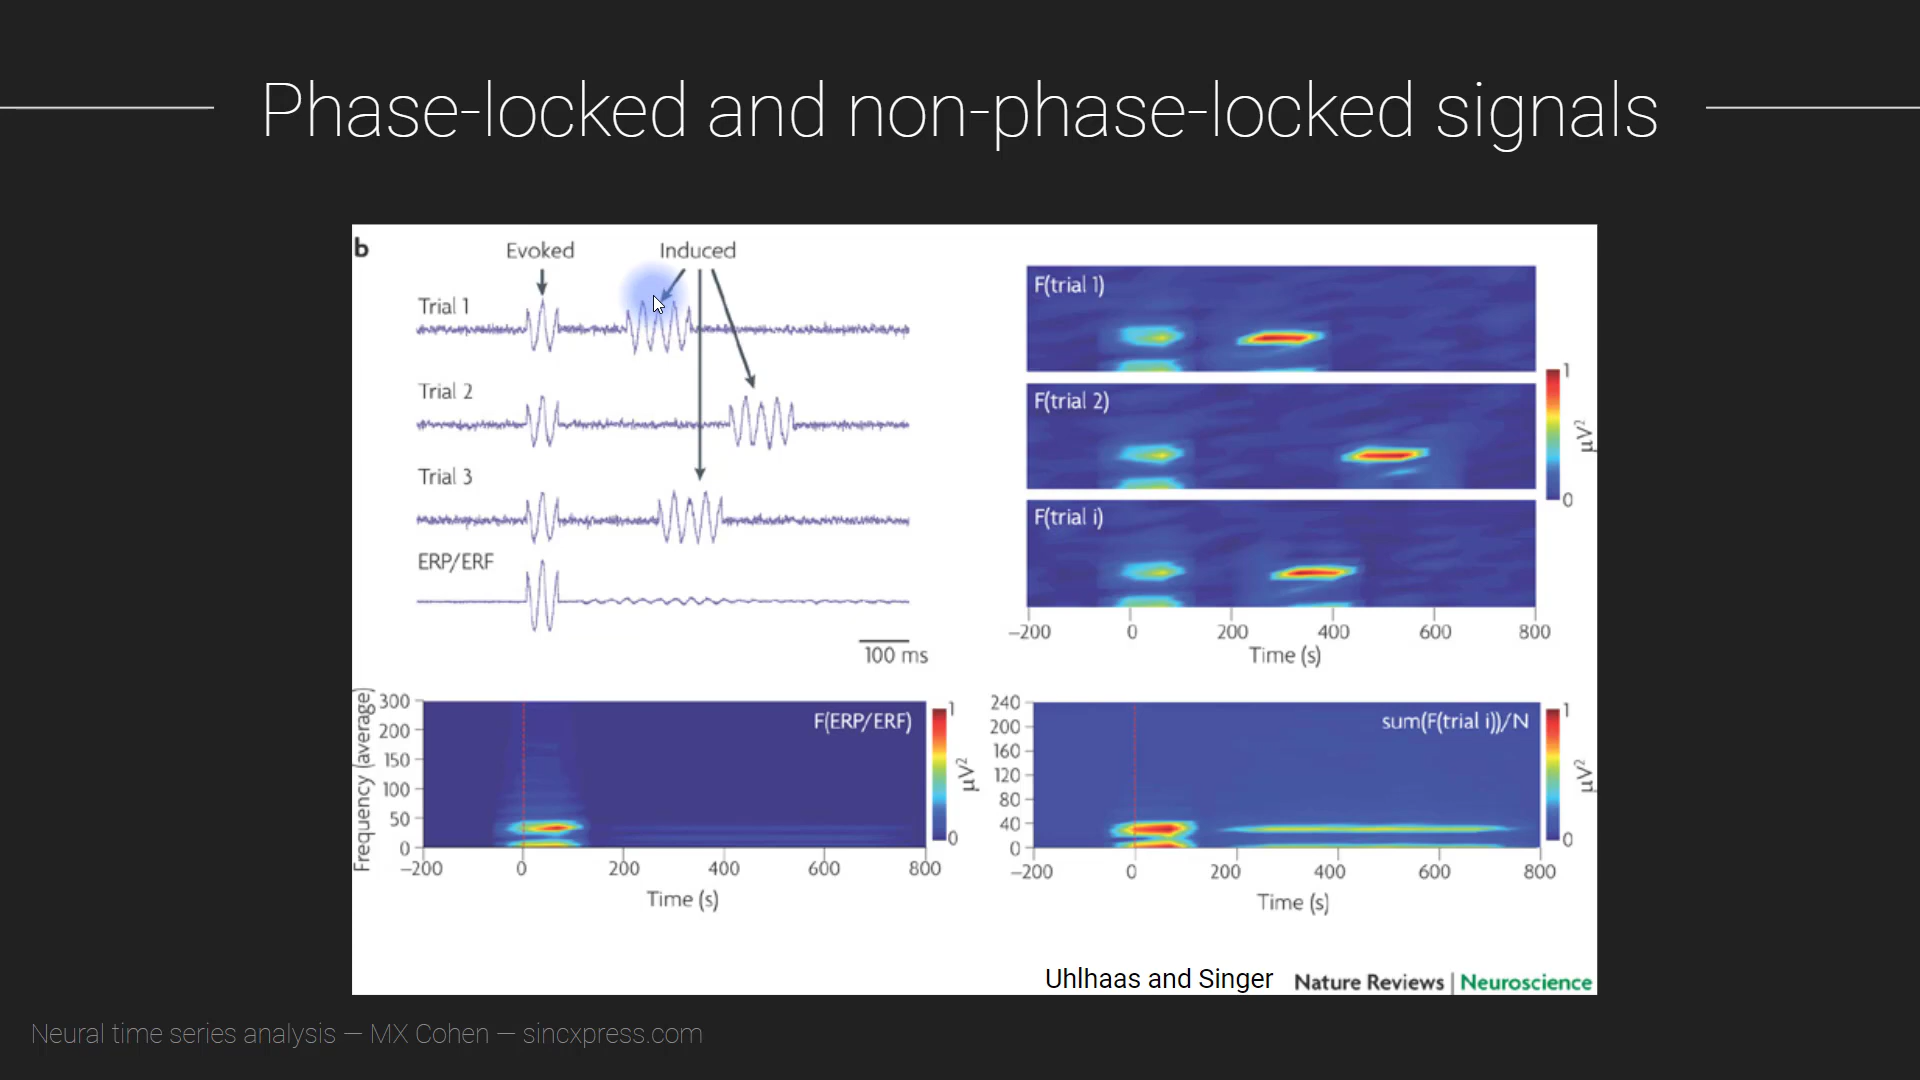 Phase-locked and non-phase-locked signals
b
Evoked
Induced
Trial 1
Trial 2
Trial 3
ERP/ERF
100 ms
F(trial 1)
F(trial 2)
F(trial i)
1
0
µV²
−200 0 200 400 600 800
Time (s)
Frequency (average)
300
200
150
100
50
0
F(ERP/ERF)
1
0
µV²
−200 0 200 400 600 800
Time (s)
240
200
160
120
80
40
0
sum(F(trial i))/N
1
0
µV²
−200 0 200 400 600 800
Time (s)
Uhlhaas and Singer Nature Reviews | Neuroscience
Neural time series analysis — MX Cohen — sincxpress.com